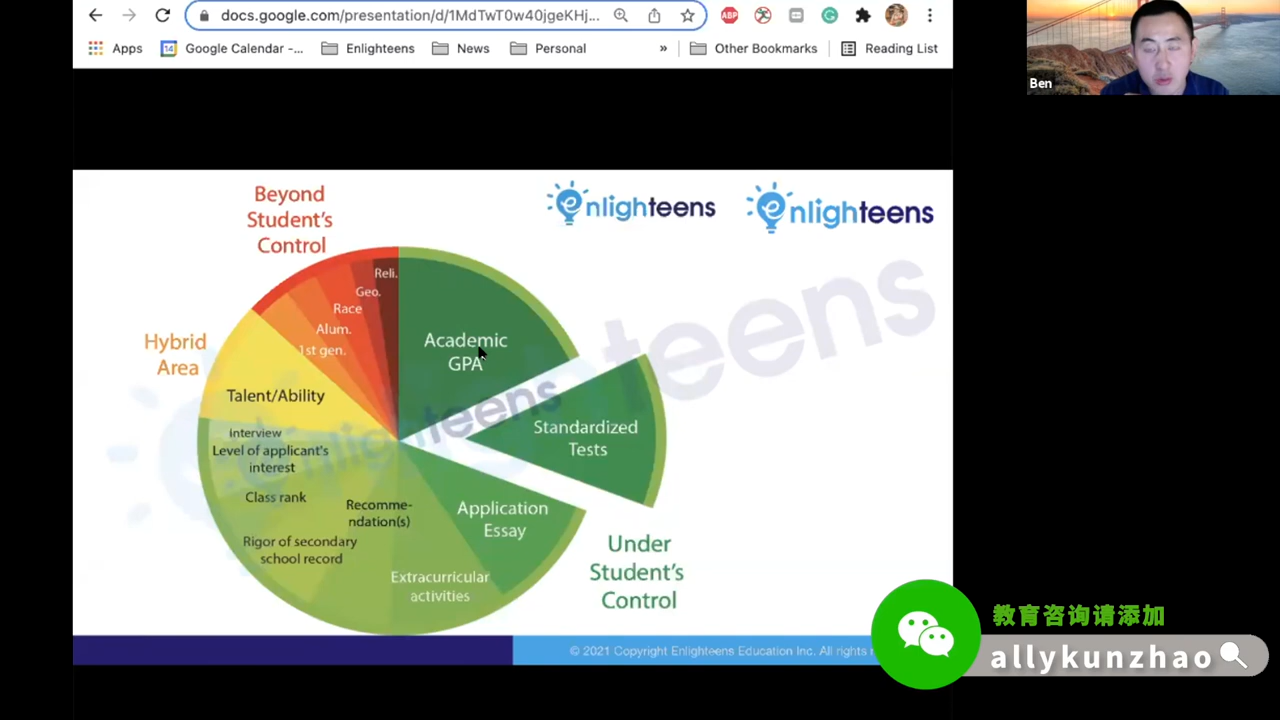 docs.google.com/presentation/d/1MdTwT0w40jgeKHj...
ABP
Apps
14
Google Calendar -...
Enlighteens
News
Personal
»
Other Bookmarks
Reading List
Ben
Beyond
Student's
Control
enlighteens
enlighteens
Reli.
Geo.
Race
Alum.
1st gen.
Hybrid
Area
Talent/Ability
Academic
GPA
Standardized
Tests
Interview
Level of applicant's
interest
Class rank
Recomme-
ndation(s)
Application
Essay
Rigor of secondary
school record
Extracurricular
activities
Under
Student's
Control
enlighteens
© 2021 Copyright Enlighteens Education Inc. All rights
教育咨询请添加
allykunzhao